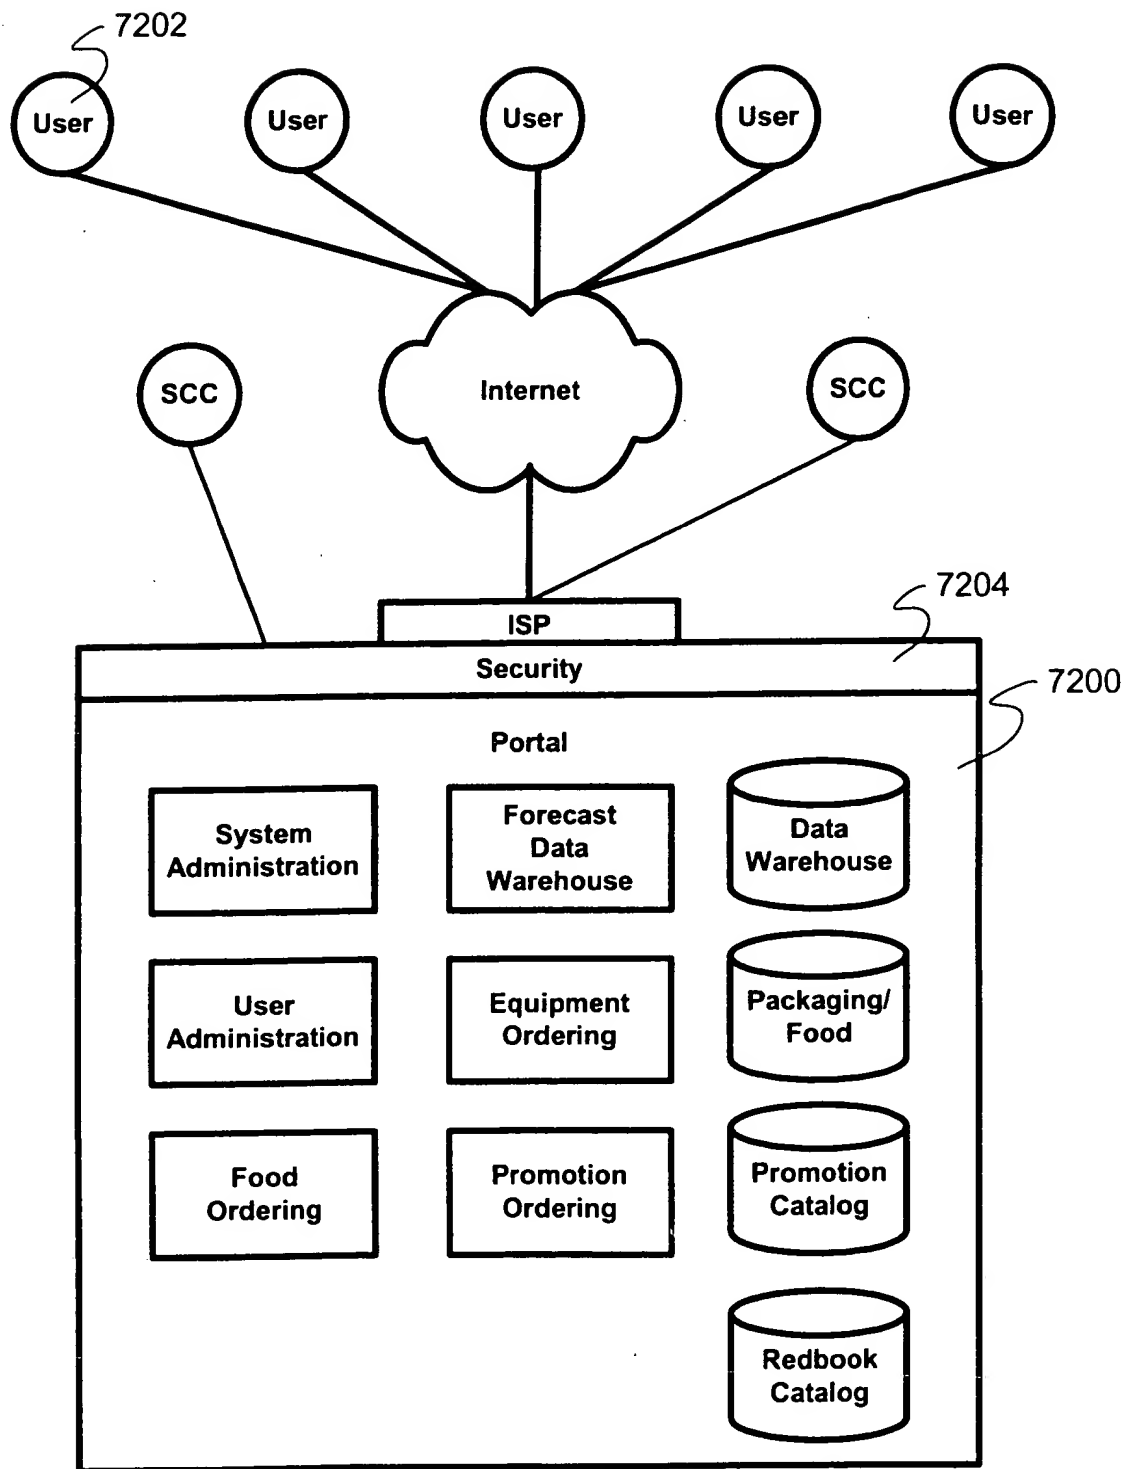 7202
User
User
User
User
User
SCC
Internet
SCC
ISP
7204
Security
7200
Portal
System
Administration
Forecast
Data
Warehouse
Data
Warehouse
User
Administration
Equipment
Ordering
Packaging/
Food
Food
Ordering
Promotion
Ordering
Promotion
Catalog
Redbook
Catalog